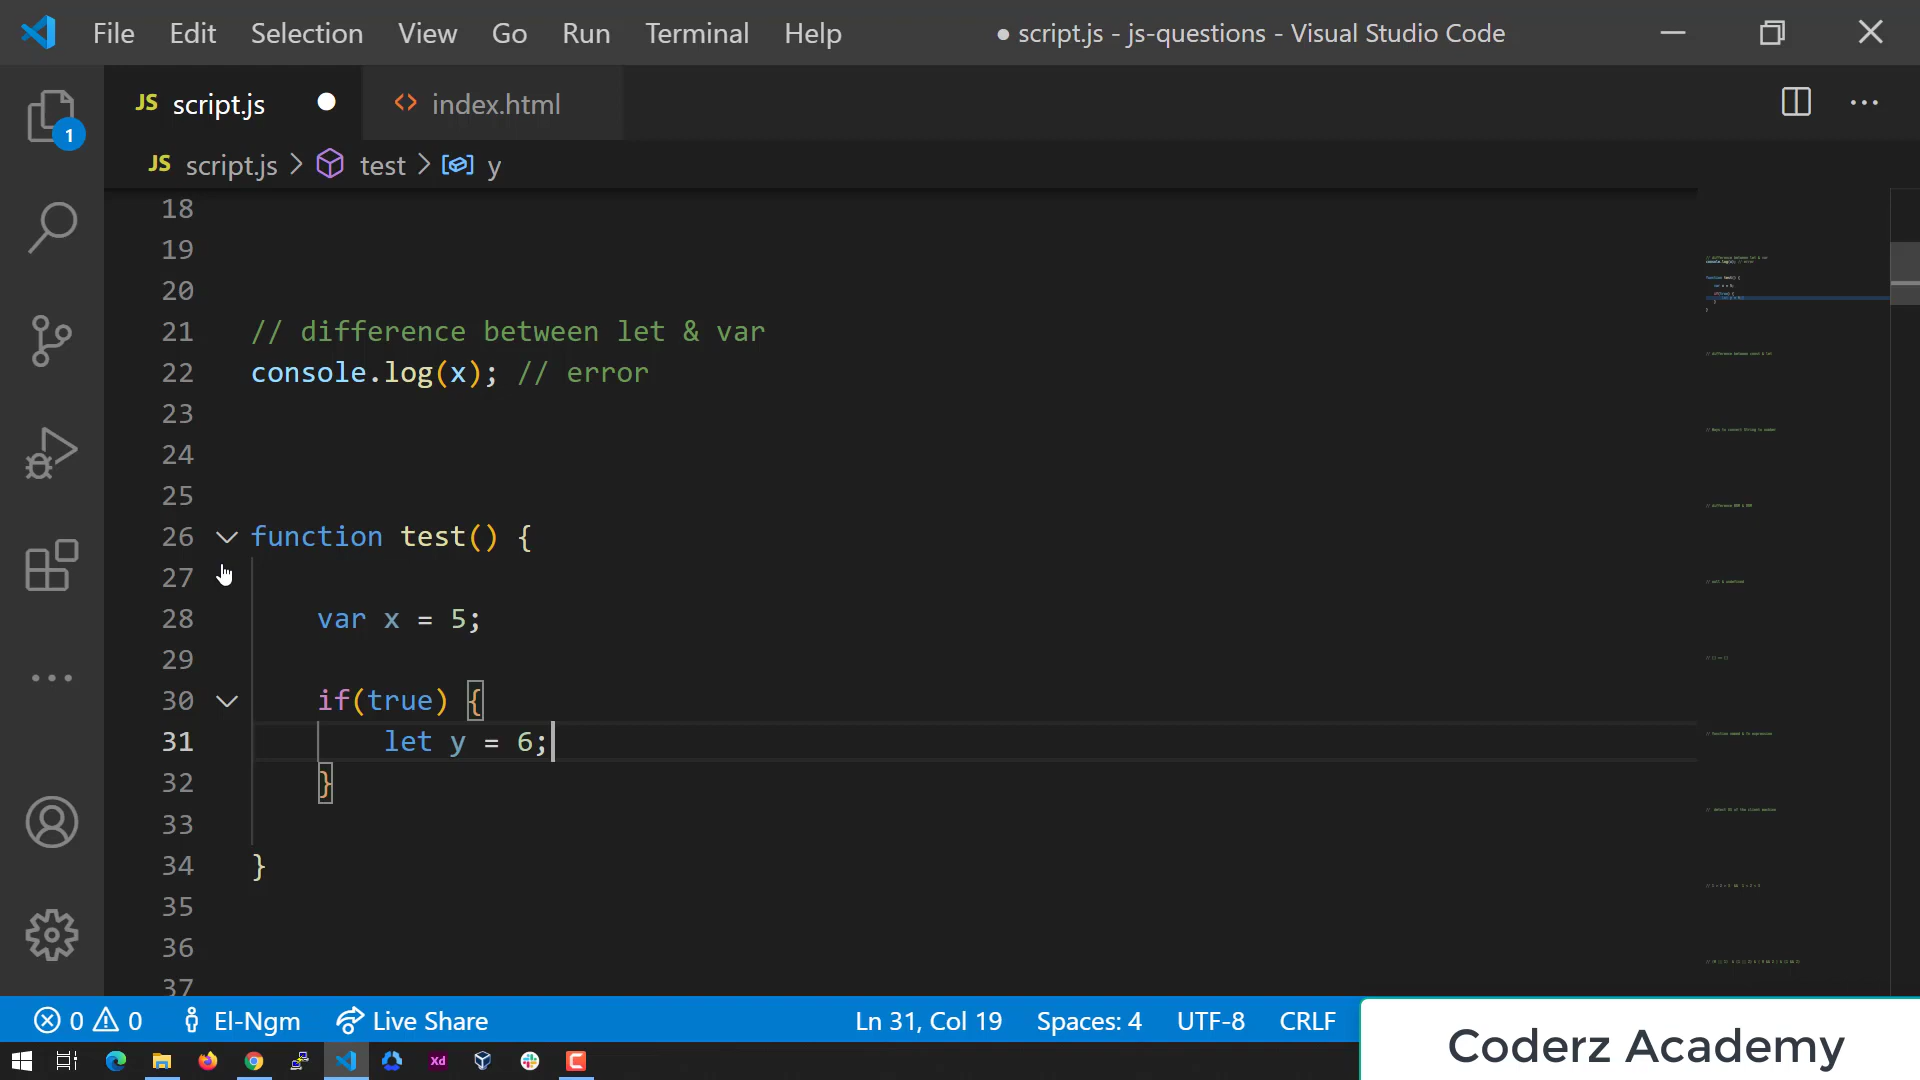 File Edit Selection View Go Run Terminal Help ● script.js - js-questions - Visual Studio Code
JS script.js ● <> index.html
JS script.js > test > y
1
18
19
20
21 // difference between let & var
22 console.log(x); // error
23
24
25
26 function test() {
27
28 var x = 5;
29
30 if(true) {
31 let y = 6;
32 }
33
34 }
35
36
37
0 0 El-Ngm Live Share Ln 31, Col 19 Spaces: 4 UTF-8 CRLF
Xd
Coderz Academy